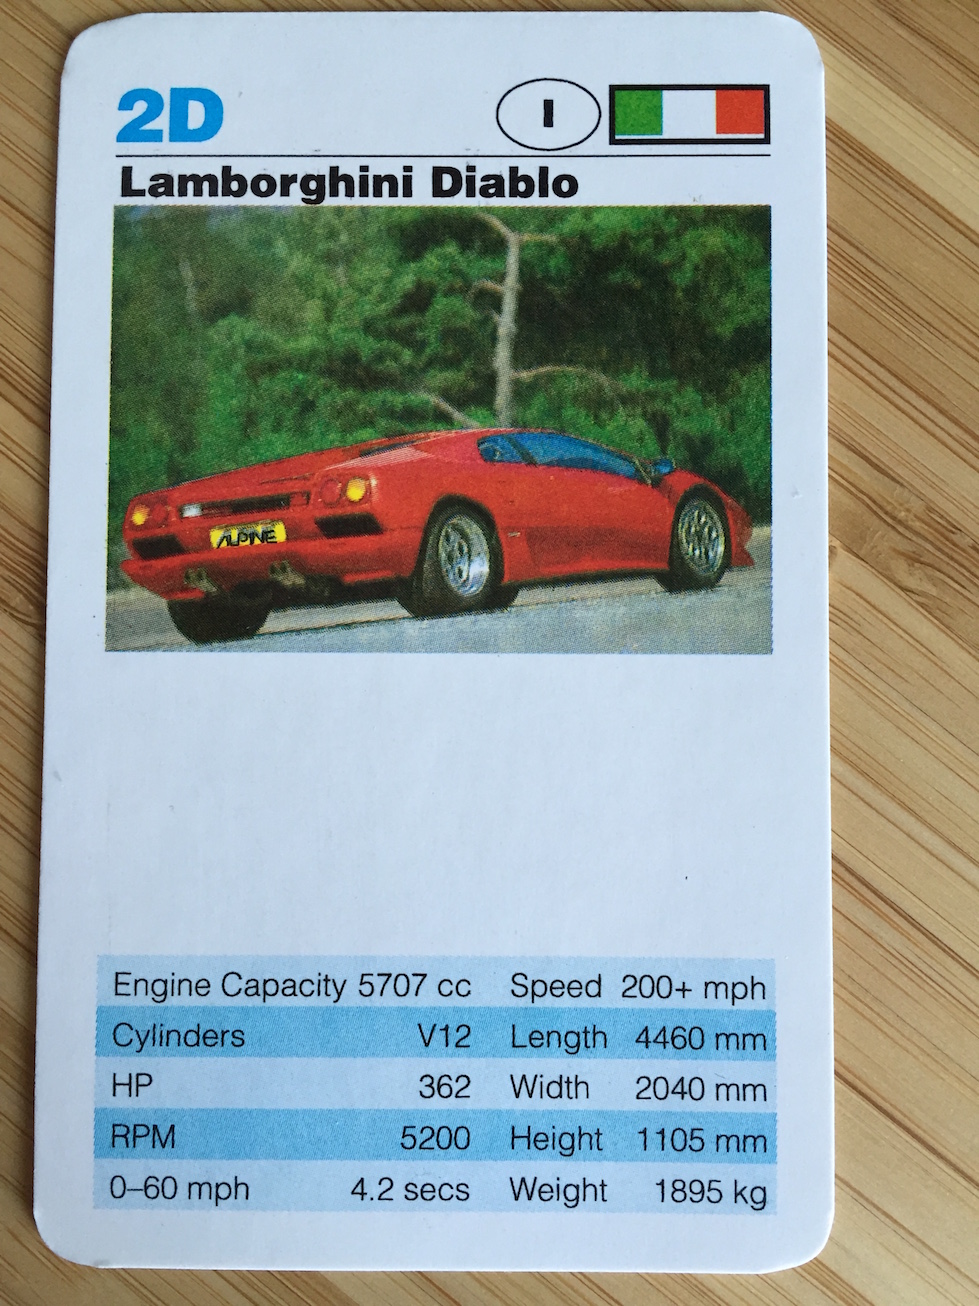 2D I
Lamborghini Diablo
ALPINE
Engine Capacity 5707 cc Speed 200+ mph
Cylinders V12 Length 4460 mm
HP 362 Width 2040 mm
RPM 5200 Height 1105 mm
0–60 mph 4.2 secs Weight 1895 kg